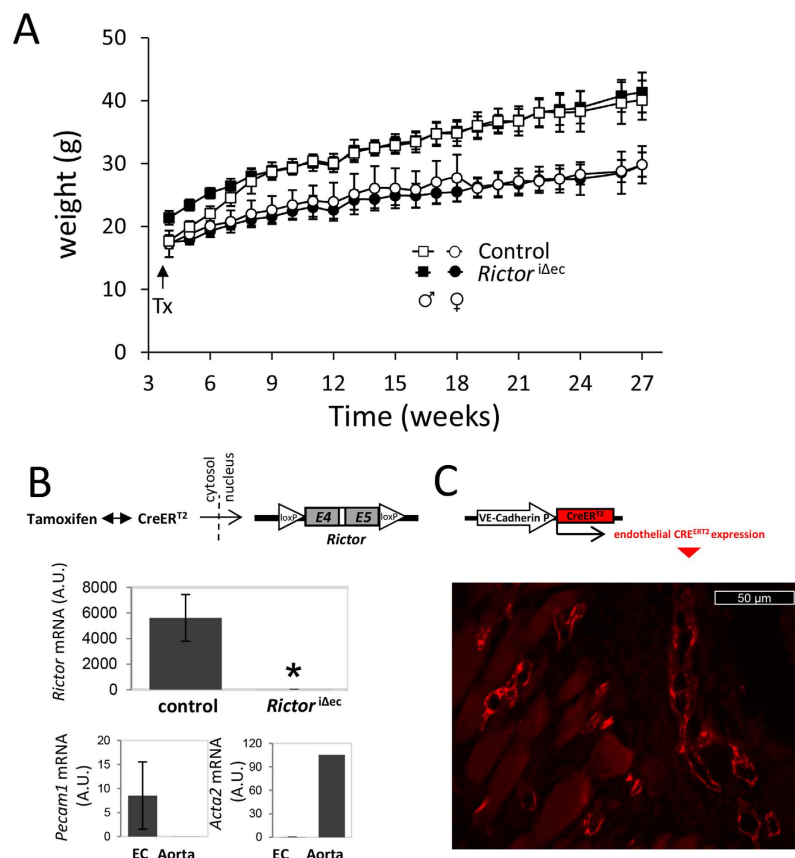 A
50
40
30
20
10
0
weight (g)
Tx
Control
Rictor iΔec
♂ ♀
3 6 9 12 15 18 21 24 27
Time (weeks)
B
Tamoxifen
CreERT2
cytosol
nucleus
loxP
E4
E5
loxP
Rictor
8000
6000
4000
2000
0
Rictor mRNA (A.U.)
*
control
Rictor iΔec
20
15
10
5
0
Pecam1 mRNA
(A.U.)
EC Aorta
120
90
60
30
0
Acta2 mRNA
(A.U.)
EC Aorta
C
VE-Cadherin P
CreERT2
endothelial CREERT2 expression
50 µm